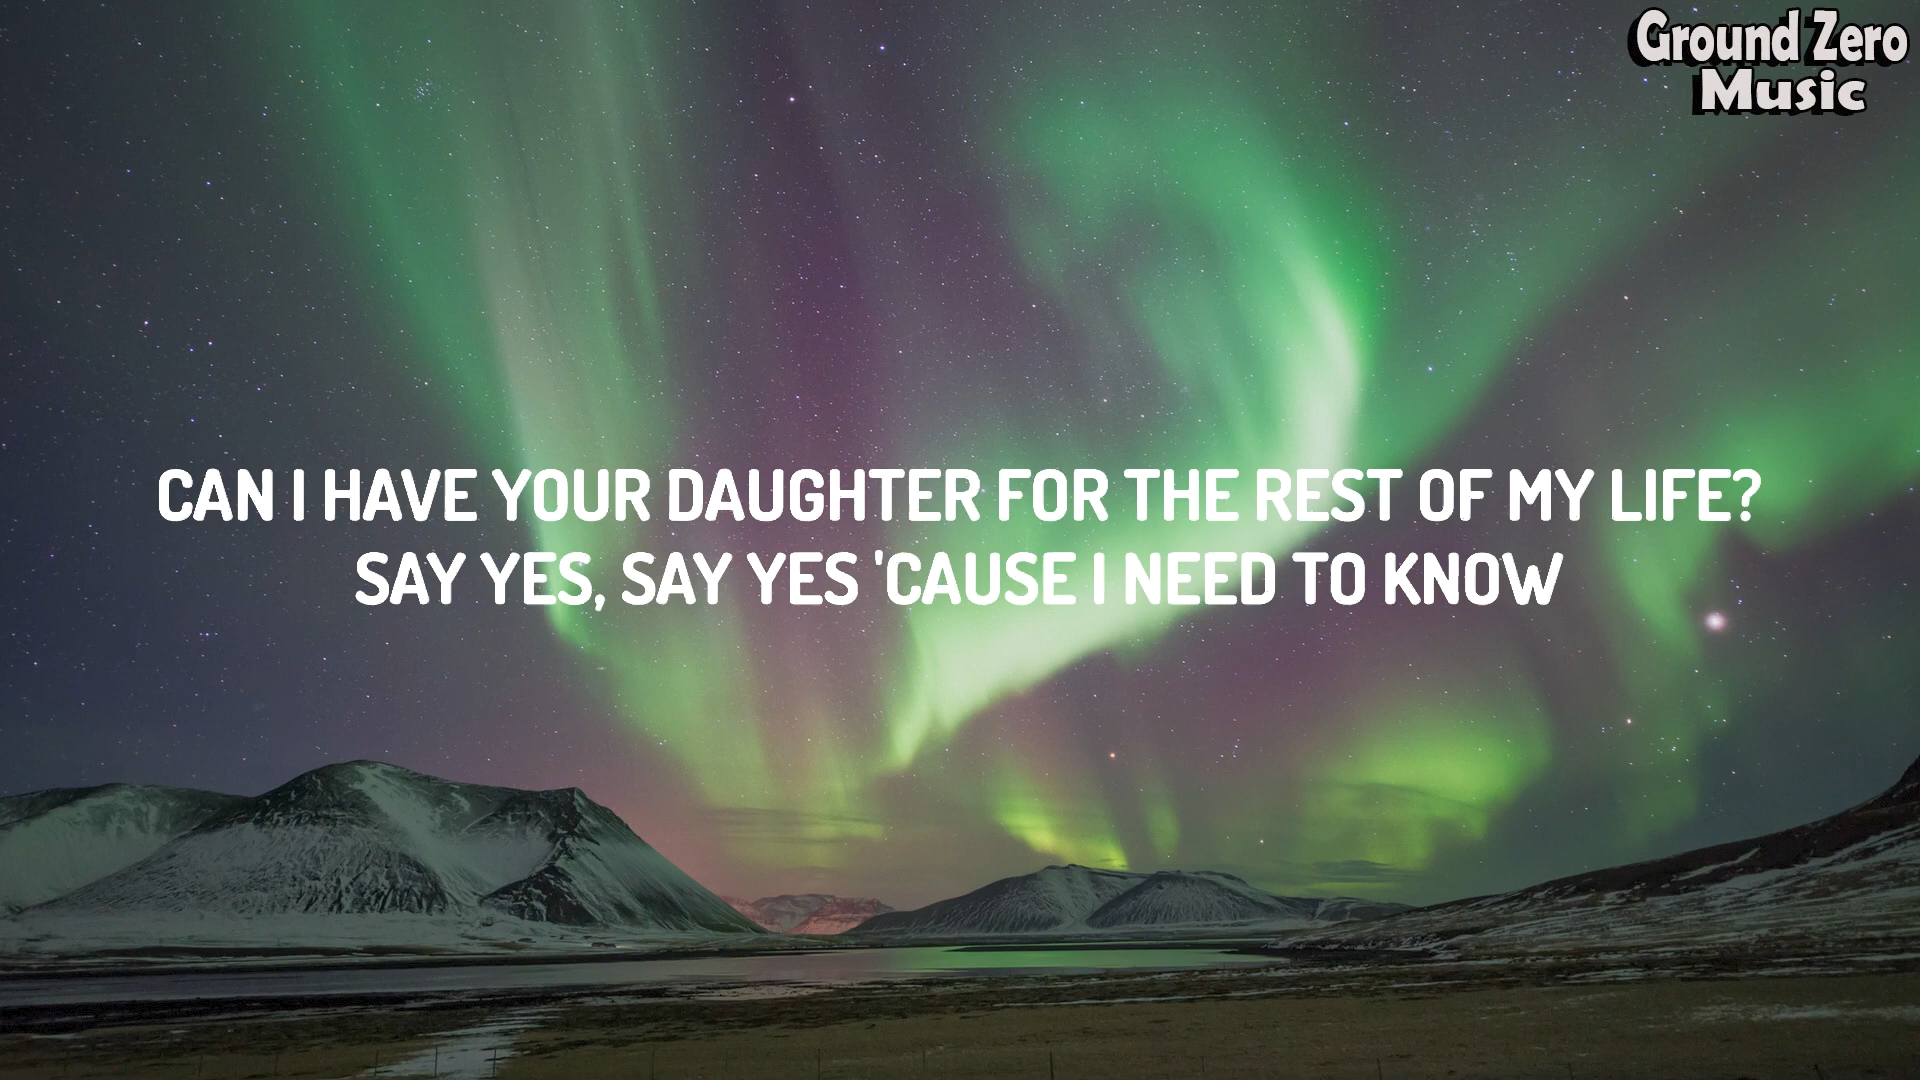 Ground Zero
Music
CAN I HAVE YOUR DAUGHTER FOR THE REST OF MY LIFE?
SAY YES, SAY YES 'CAUSE I NEED TO KNOW